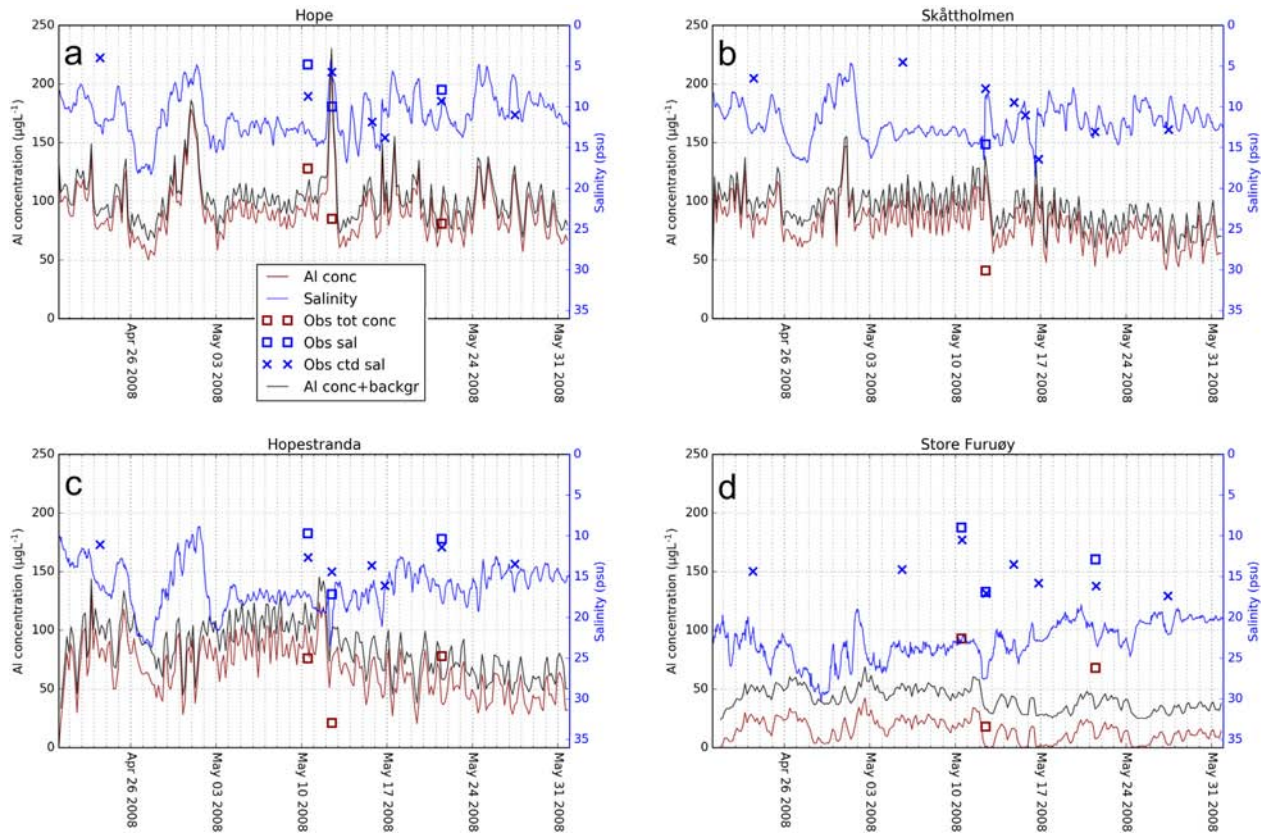 Hope
a
250
200
150
100
50
0
Al concentration (µgL⁻¹)
0
5
10
15
20
25
30
35
Salinity (psu)
Apr 26 2008
May 03 2008
May 10 2008
May 17 2008
May 24 2008
May 31 2008
Al conc
Salinity
Obs tot conc
Obs sal
Obs ctd sal
Al conc+backgr
Skåttholmen
b
250
200
150
100
50
0
Al concentration (µgL⁻¹)
0
5
10
15
20
25
30
35
Salinity (psu)
Apr 26 2008
May 03 2008
May 10 2008
May 17 2008
May 24 2008
May 31 2008
Hopestranda
c
250
200
150
100
50
0
Al concentration (µgL⁻¹)
0
5
10
15
20
25
30
35
Salinity (psu)
Apr 26 2008
May 03 2008
May 10 2008
May 17 2008
May 24 2008
May 31 2008
Store Furuøy
d
250
200
150
100
50
0
Al concentration (µgL⁻¹)
0
5
10
15
20
25
30
35
Salinity (psu)
Apr 26 2008
May 03 2008
May 10 2008
May 17 2008
May 24 2008
May 31 2008